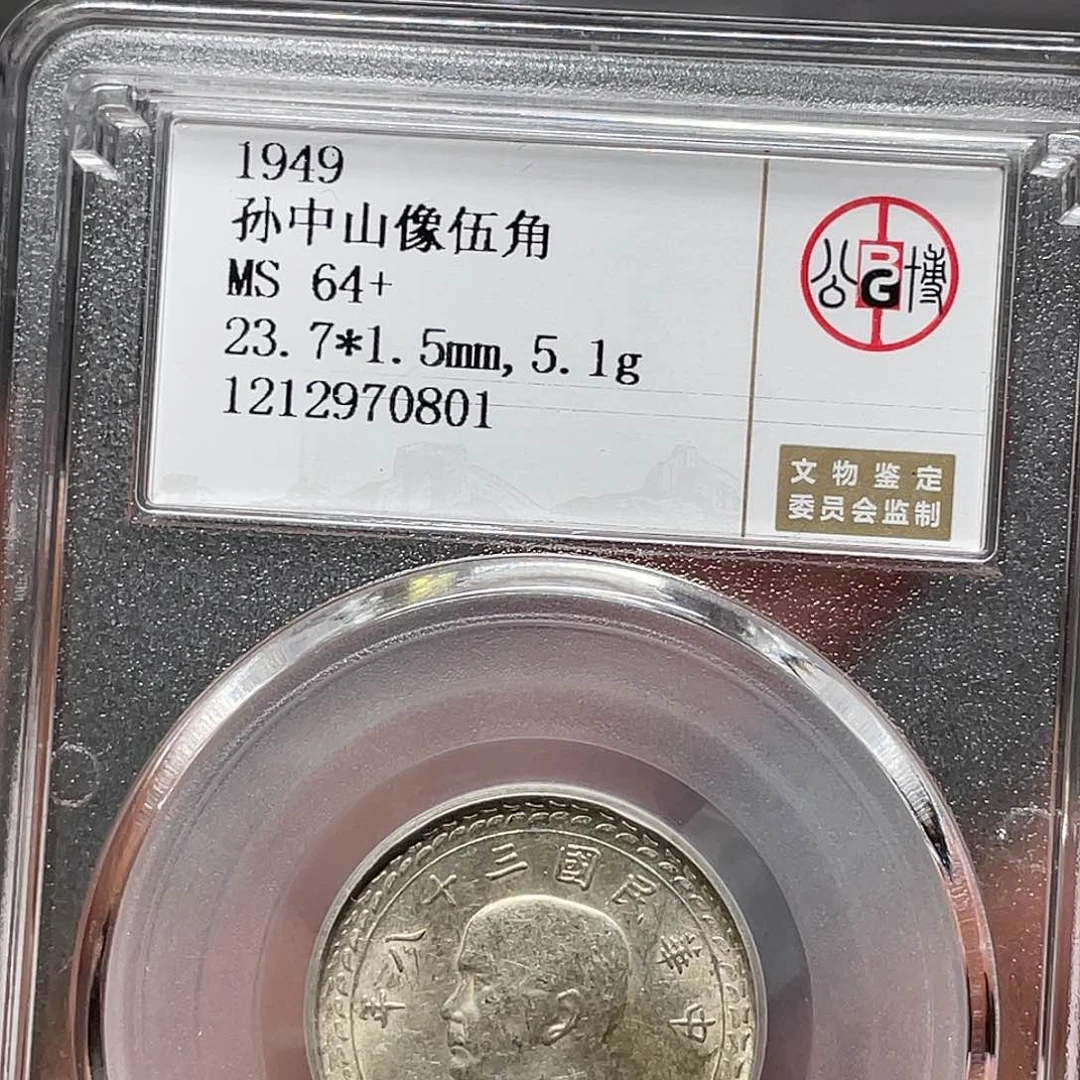 1949
孙中山像伍角
MS 64+
23.7*1.5mm, 5.1g
1212970801
公 BG 博
文物鉴定
委员会监制
中華民國三十八年